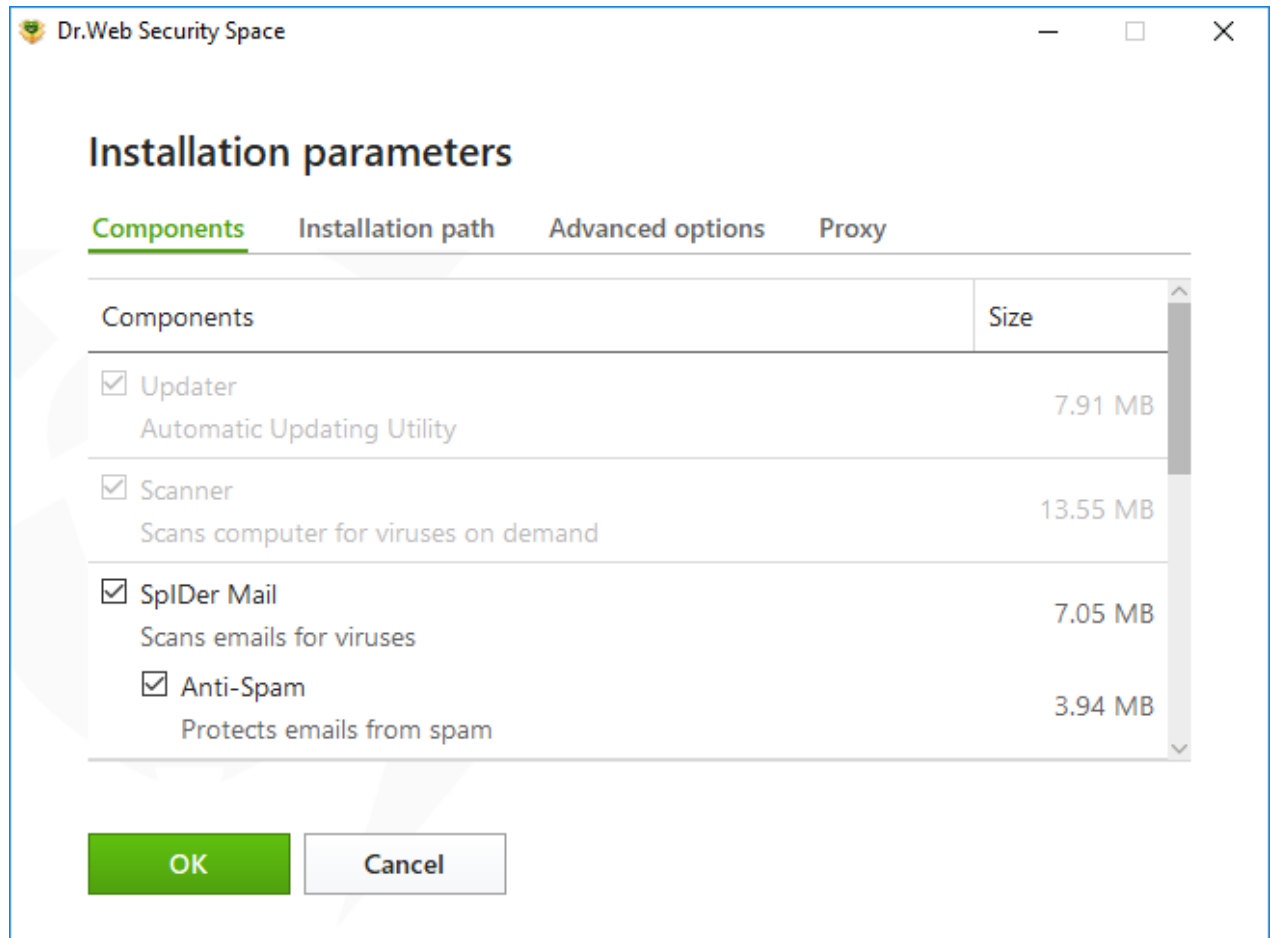 Dr.Web Security Space
Installation parameters
Components Installation path Advanced options Proxy
Components Size
Updater
Automatic Updating Utility
7.91 MB
Scanner
Scans computer for viruses on demand
13.55 MB
SpIDer Mail
Scans emails for viruses
7.05 MB
Anti-Spam
Protects emails from spam
3.94 MB
OK Cancel